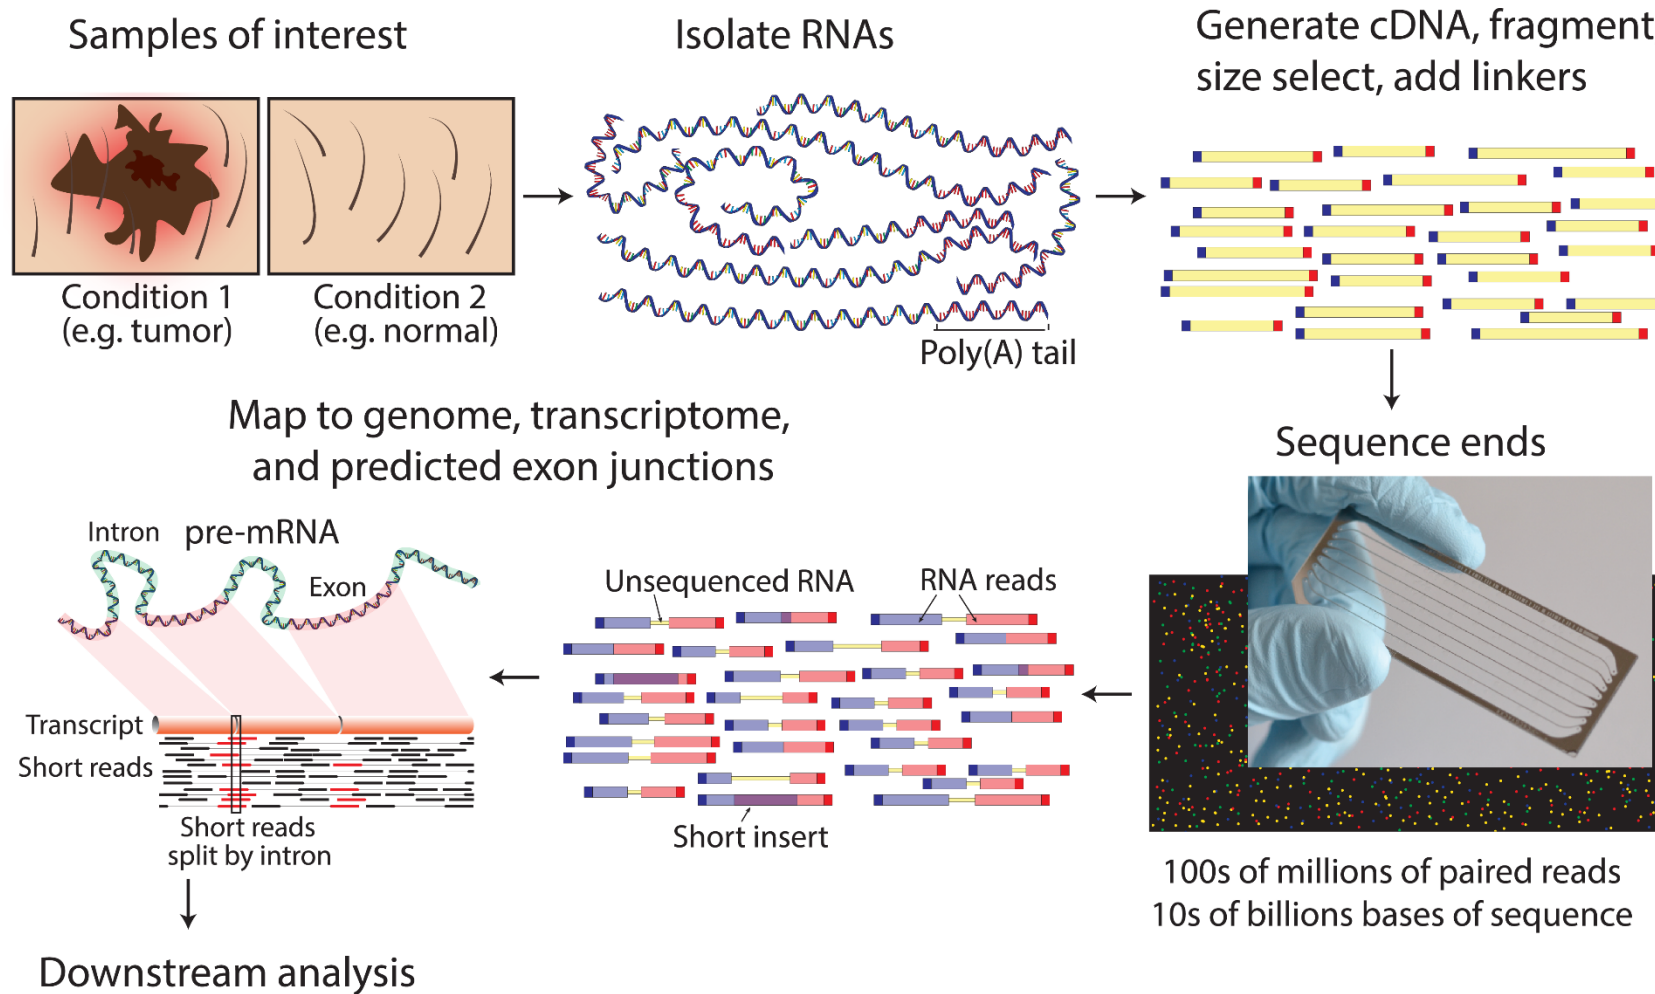 Samples of interest
Condition 1
(e.g. tumor)
Condition 2
(e.g. normal)
Isolate RNAs
Poly(A) tail
Generate cDNA, fragment
size select, add linkers
Sequence ends
100s of millions of paired reads
10s of billions bases of sequence
Unsequenced RNA
RNA reads
Short insert
Map to genome, transcriptome,
and predicted exon junctions
Intron
pre-mRNA
Exon
Transcript
Short reads
Short reads
split by intron
Downstream analysis